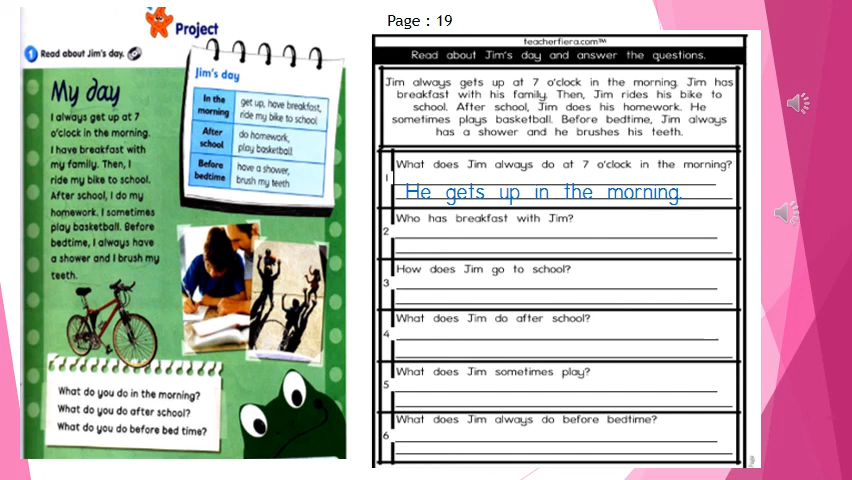 Page : 19
Project
1 Read about Jim's day.
My day
I always get up at 7
o'clock in the morning.
I have breakfast with
my family. Then, I
ride my bike to school.
After school, I do my
homework. I sometimes
play basketball. Before
bedtime, I always have
a shower and I brush my
teeth.
Jim's day
In the morning
get up, have breakfast,
ride my bike to school
After school
do homework,
play basketball
Before bedtime
have a shower,
brush my teeth
What do you do in the morning?
What do you do after school?
What do you do before bed time?
teacherfiera.com™
Read about Jim's day and answer the questions.
Jim always gets up at 7 o'clock in the morning. Jim has
breakfast with his family. Then, Jim rides his bike to
school. After school, Jim does his homework. He
sometimes plays basketball. Before bedtime, Jim always
has a shower and he brushes his teeth.
1 What does Jim always do at 7 o'clock in the morning?
He gets up in the morning.
2 Who has breakfast with Jim?
3 How does Jim go to school?
4 What does Jim do after school?
5 What does Jim sometimes play?
6 What does Jim always do before bedtime?
Page